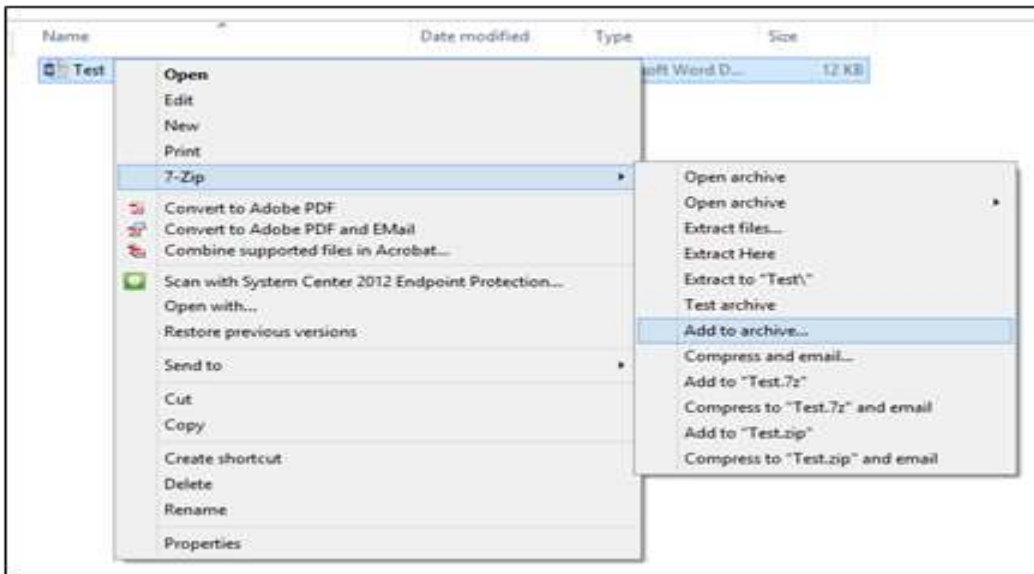 Name Date modified Type Size
Test oft Word D... 12 KB
Open
Edit
New
Print
7-Zip
Convert to Adobe PDF
Convert to Adobe PDF and EMail
Combine supported files in Acrobat...
Scan with System Center 2012 Endpoint Protection...
Open with...
Restore previous versions
Send to
Cut
Copy
Create shortcut
Delete
Rename
Properties
Open archive
Open archive
Extract files...
Extract Here
Extract to "Test\"
Test archive
Add to archive...
Compress and email...
Add to "Test.7z"
Compress to "Test.7z" and email
Add to "Test.zip"
Compress to "Test.zip" and email